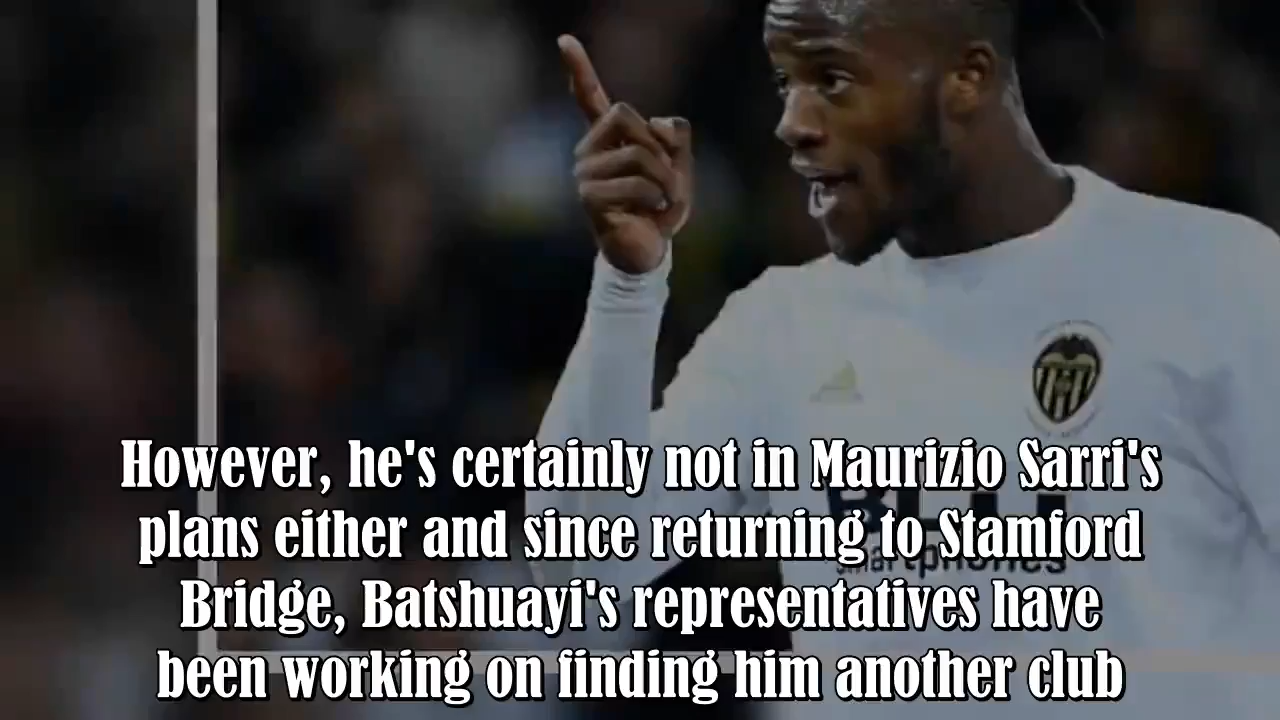 However, he's certainly not in Maurizio Sarri's
plans either and since returning to Stamford
Bridge, Batshuayi's representatives have
been working on finding him another club
smartphones